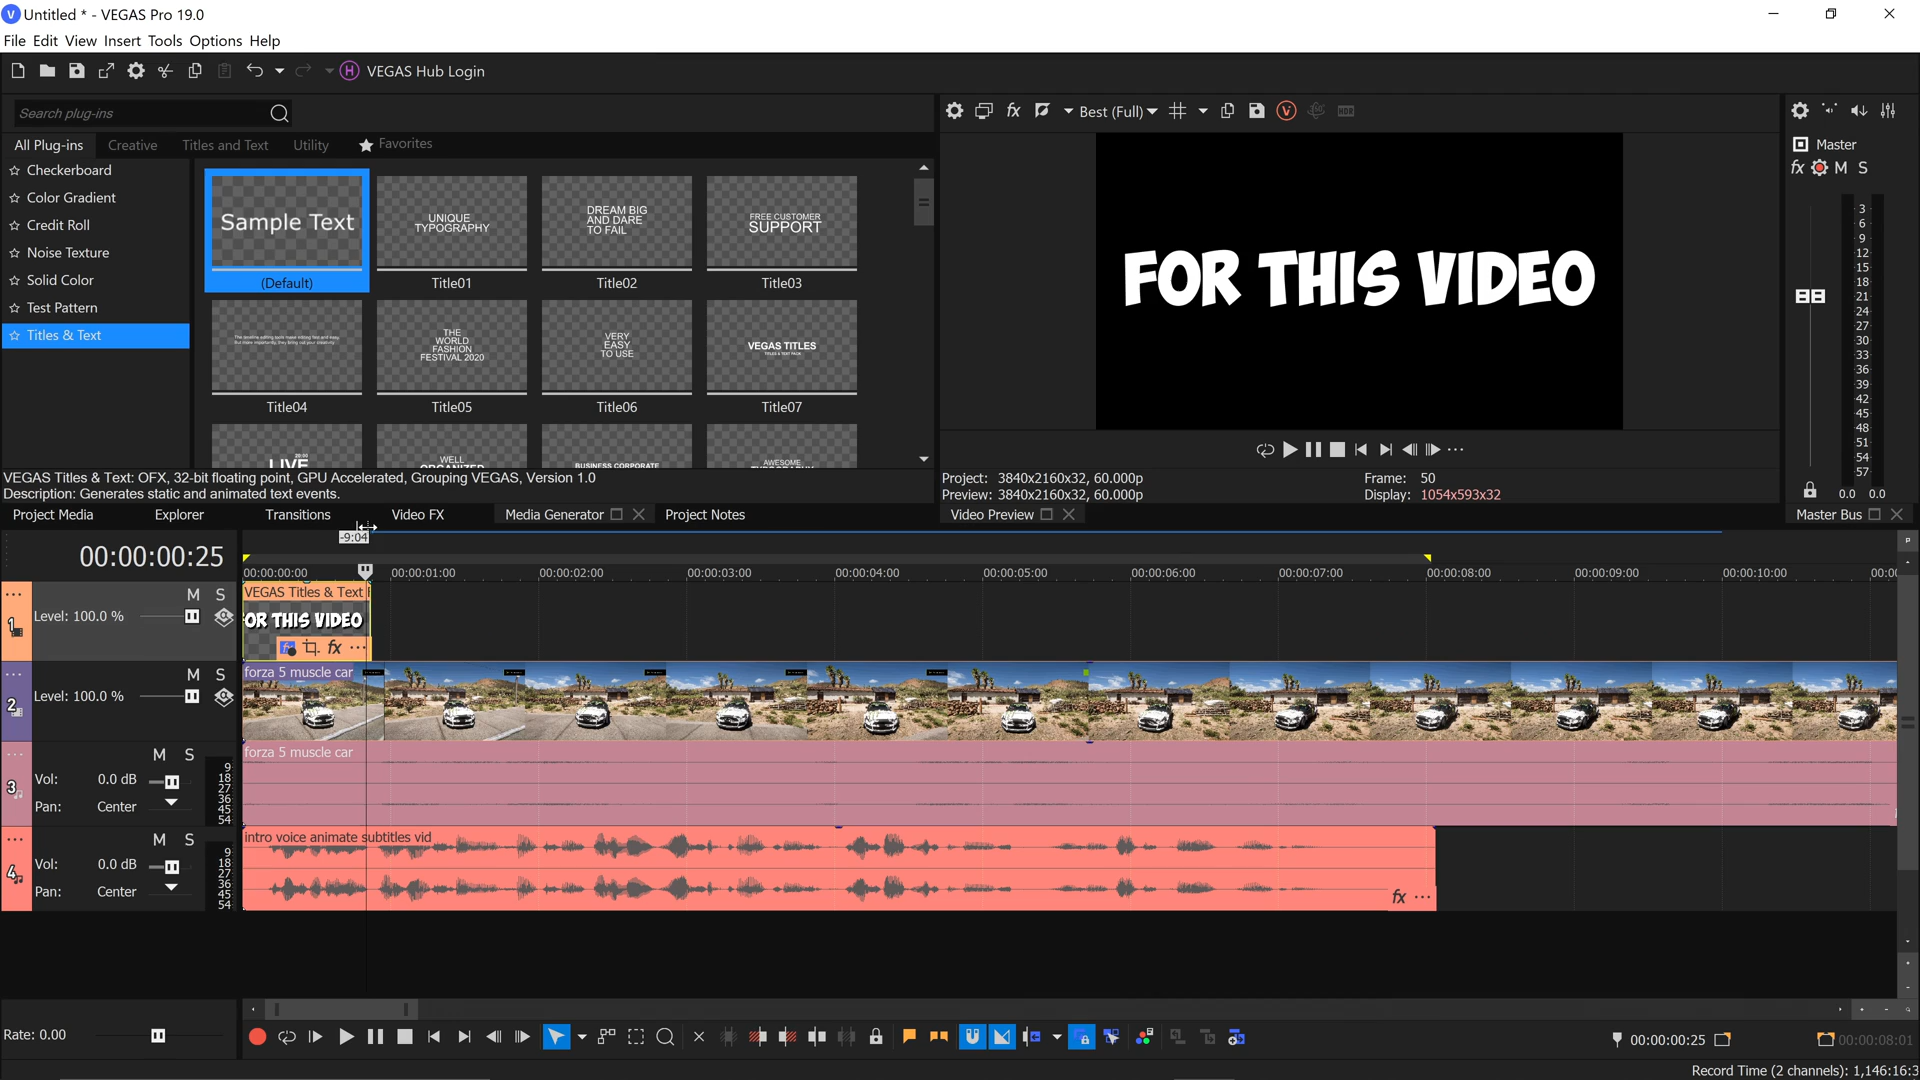 Untitled * - VEGAS Pro 19.0
File Edit View Insert Tools Options Help
VEGAS Hub Login
Search plug-ins
All Plug-ins Creative Titles and Text Utility Favorites
Checkerboard
Color Gradient
Credit Roll
Noise Texture
Solid Color
Test Pattern
Titles & Text
Sample Text
(Default)
UNIQUE
TYPOGRAPHY
Title01
DREAM BIG
AND DARE
TO FAIL
Title02
FREE CUSTOMER
SUPPORT
Title03
Title04
THE
WORLD
FASHION
FESTIVAL 2020
Title05
VERY
EASY
TO USE
Title06
VEGAS TITLES
TITLES & TEXT PACK
Title07
20:00
LIVE
WELL
ORGANIZED
BUSINESS CORPORATE
AWESOME
VEGAS Titles & Text: OFX, 32-bit floating point, GPU Accelerated, Grouping VEGAS, Version 1.0
Description: Generates static and animated text events.
Project Media Explorer Transitions Video FX Media Generator Project Notes
fx Best (Full)
FOR THIS VIDEO
Project: 3840x2160x32, 60.000p
Preview: 3840x2160x32, 60.000p
Frame: 50
Display: 1054x593x32
Video Preview
Master
fx M S
3
6
9
12
15
18
21
24
27
30
33
36
39
42
45
48
51
54
57
0.0 0.0
Master Bus
-9:04
00:00:00:25
00:00:00:00 00:00:01:00 00:00:02:00 00:00:03:00 00:00:04:00 00:00:05:00 00:00:06:00 00:00:07:00 00:00:08:00 00:00:09:00 00:00:10:00
1
M S
Level: 100.0 %
VEGAS Titles & Text
OR THIS VIDEO
fx
2
M S
Level: 100.0 %
forza 5 muscle car
3
M S
Vol: 0.0 dB
Pan: Center
9
18
27
36
45
54
forza 5 muscle car
4
M S
Vol: 0.0 dB
Pan: Center
9
18
27
36
45
54
intro voice animate subtitles vid
fx
Rate: 0.00
00:00:00:25
00:00:08:01
Record Time (2 channels): 1,146:16:3